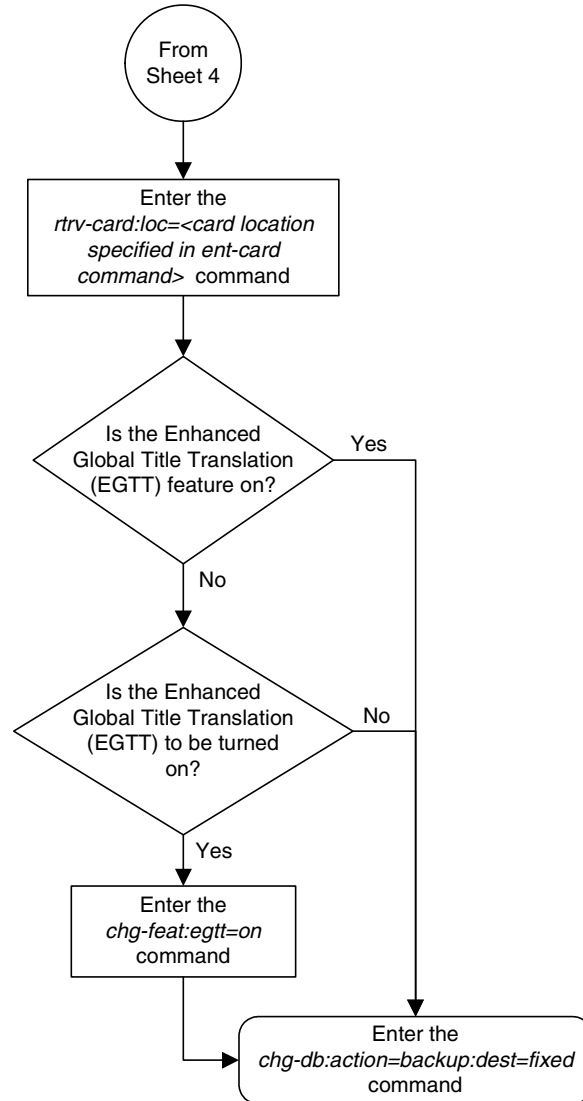 From
Sheet 4
Enter the
rtrv-card:loc=<card location
specified in ent-card
command> command
Is the Enhanced
Global Title Translation
(EGTT) feature on?
Yes
No
Is the Enhanced
Global Title Translation
(EGTT) to be turned
on?
No
Yes
Enter the
chg-feat:egtt=on
command
Enter the
chg-db:action=backup:dest=fixed
command